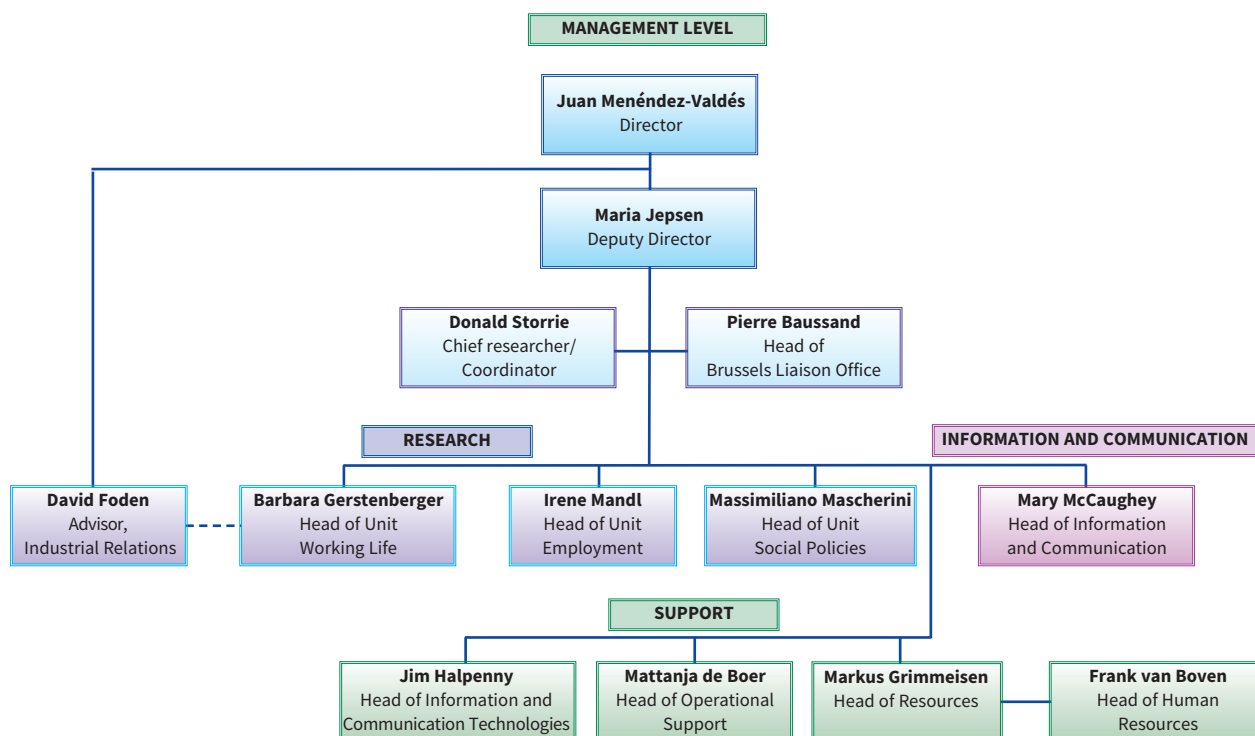 MANAGEMENT LEVEL
Juan Menéndez-Valdés
Director
Maria Jepsen
Deputy Director
Donald Storrie
Chief researcher/
Coordinator
Pierre Baussand
Head of
Brussels Liaison Office
RESEARCH
INFORMATION AND COMMUNICATION
David Foden
Advisor,
Industrial Relations
Barbara Gerstenberger
Head of Unit
Working Life
Irene Mandl
Head of Unit
Employment
Massimiliano Mascherini
Head of Unit
Social Policies
Mary McCaughey
Head of Information
and Communication
SUPPORT
Jim Halpenny
Head of Information and
Communication Technologies
Mattanja de Boer
Head of Operational
Support
Markus Grimmeisen
Head of Resources
Frank van Boven
Head of Human
Resources